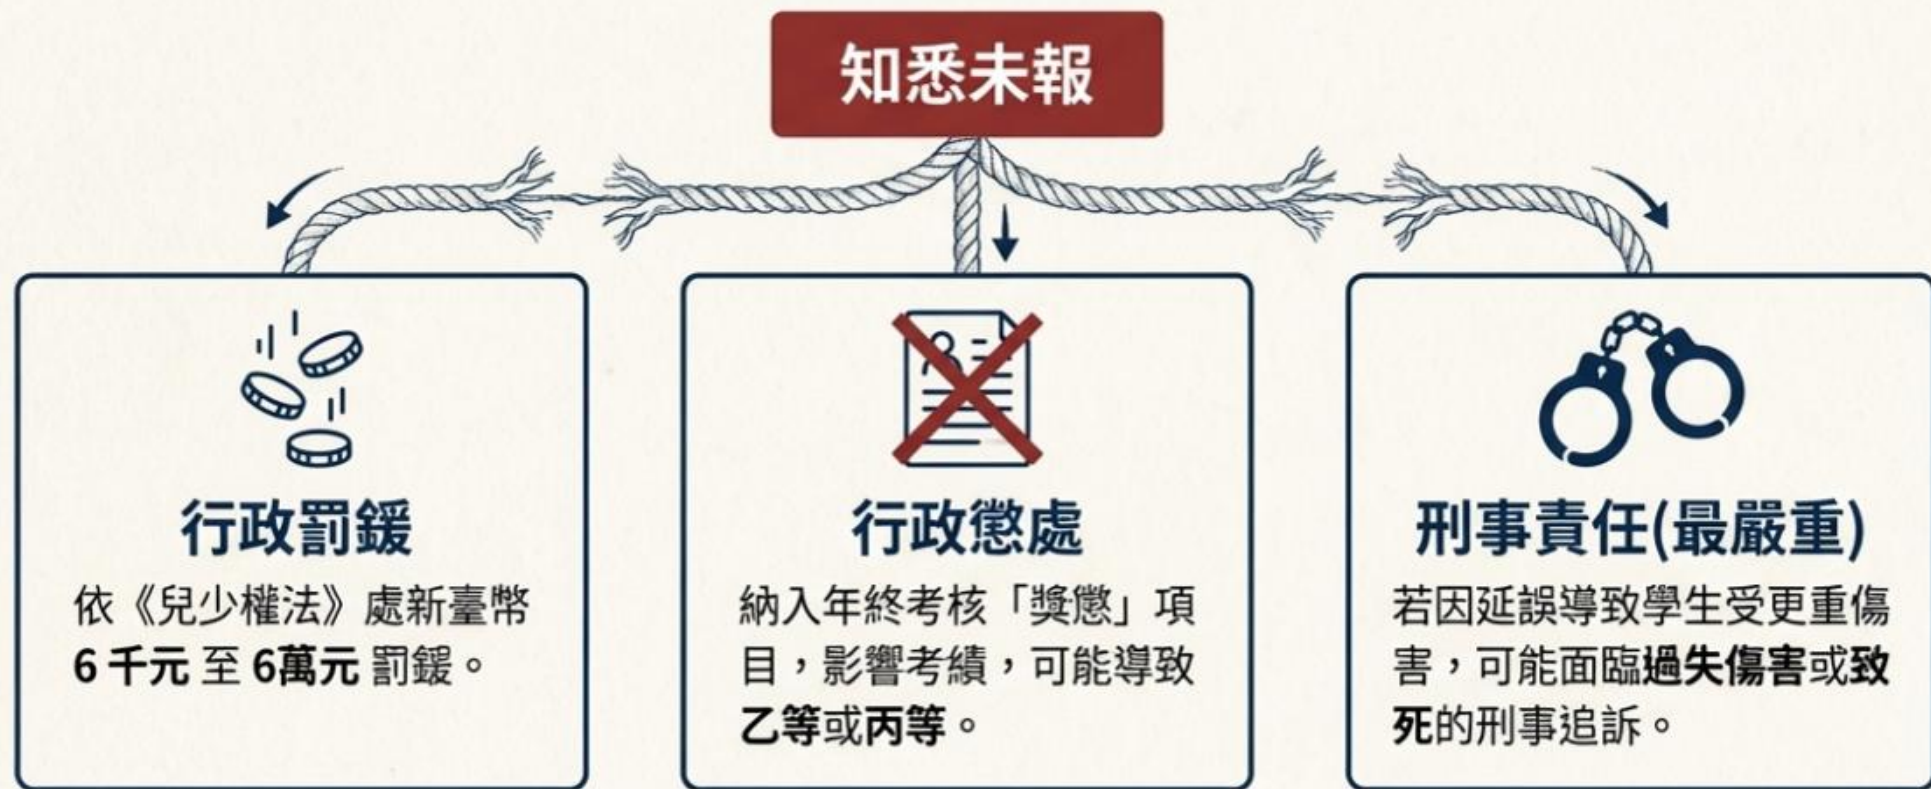 知悉未報
行政罰鍰
依《兒少權法》處新臺幣
6 千元 至 6萬元 罰鍰。
行政懲處
納入年終考核「獎懲」項
目，影響考績，可能導致
乙等或丙等。
刑事責任(最嚴重)
若因延誤導致學生受更重傷
害，可能面臨過失傷害或致
死的刑事追訴。